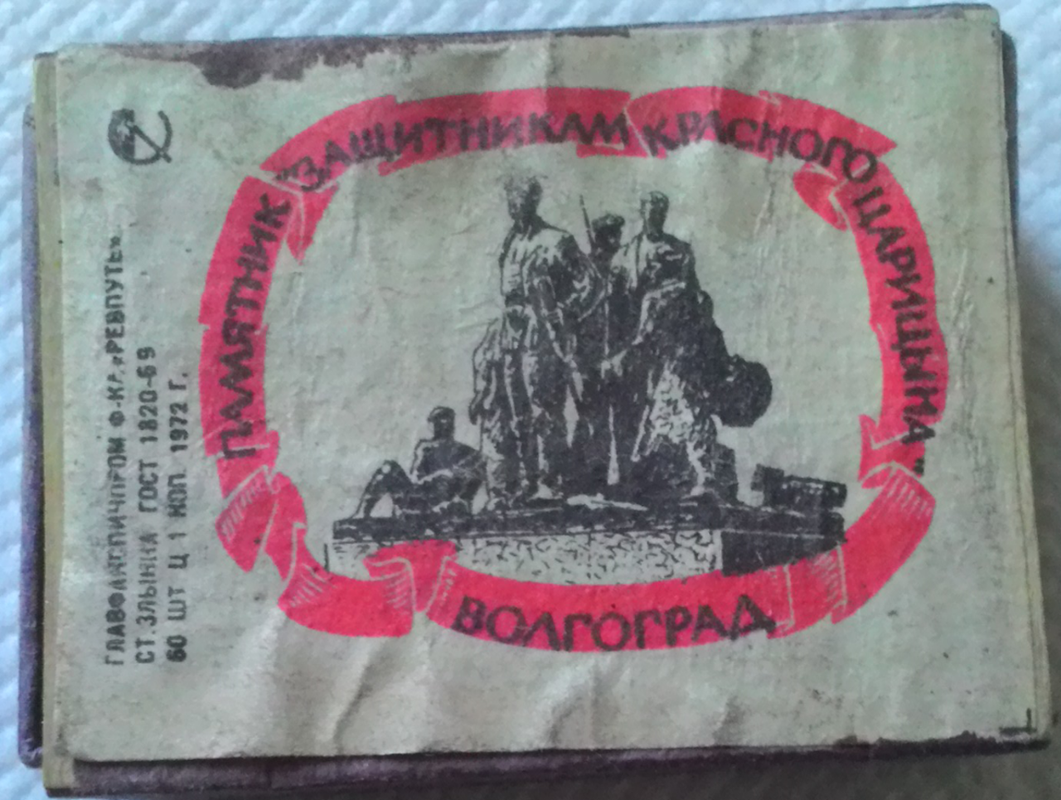 ПАМЯТНИК "ЗАЩИТНИКАМ КРАСНОГО ЦАРИЦЫНА"
ВОЛГОГРАД
ГЛАВФАНСПИЧПРОМ Ф-КА «РЕВПУТЬ»
СТ. ЗЛЫНКА ГОСТ 1820-69
60 ШТ Ц 1 КОП. 1972 Г.